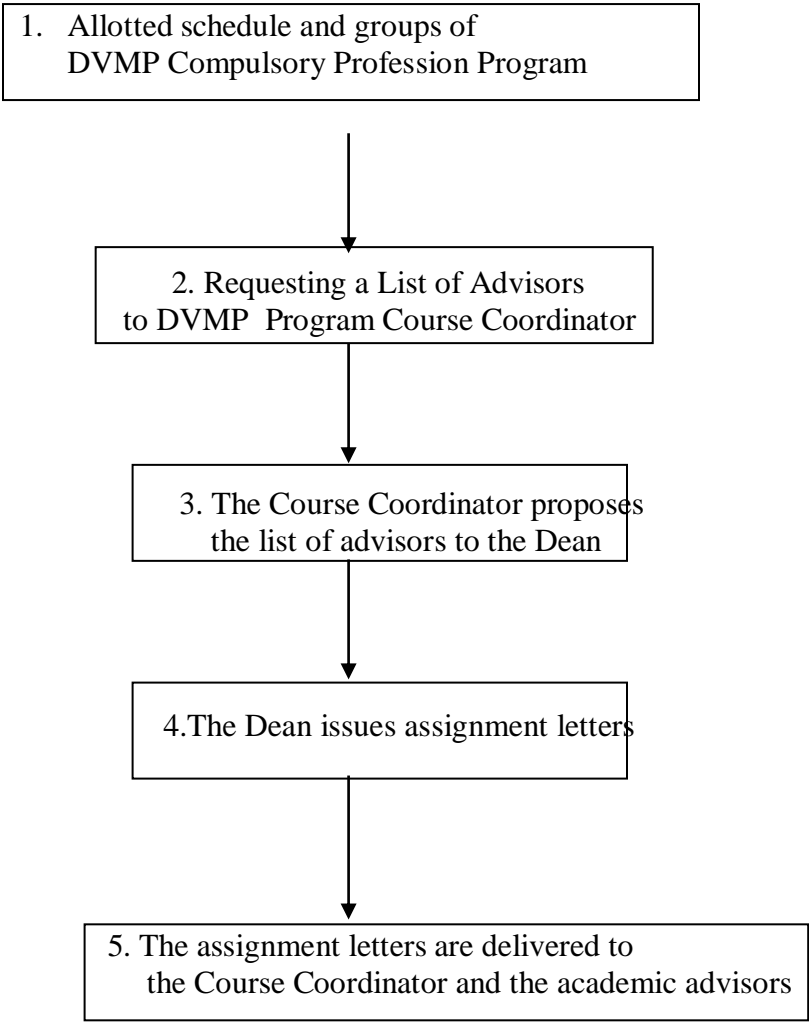 1. Allotted schedule and groups of
DVMP Compulsory Profession Program
2. Requesting a List of Advisors
to DVMP Program Course Coordinator
3. The Course Coordinator proposes
the list of advisors to the Dean
4.The Dean issues assignment letters
5. The assignment letters are delivered to
the Course Coordinator and the academic advisors